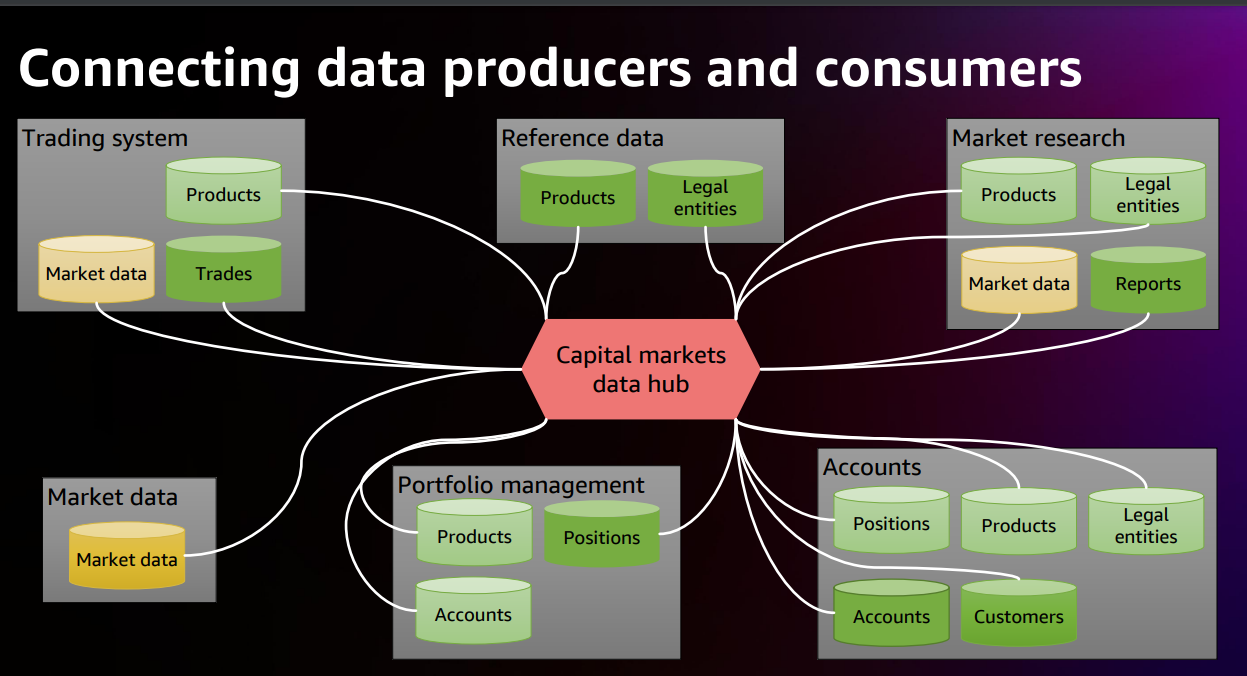 Connecting data producers and consumers
Trading system
Products
Market data
Trades
Reference data
Products
Legal
entities
Market research
Products
Legal
entities
Market data
Reports
Capital markets
data hub
Market data
Market data
Portfolio management
Products
Positions
Accounts
Accounts
Positions
Products
Legal
entities
Accounts
Customers